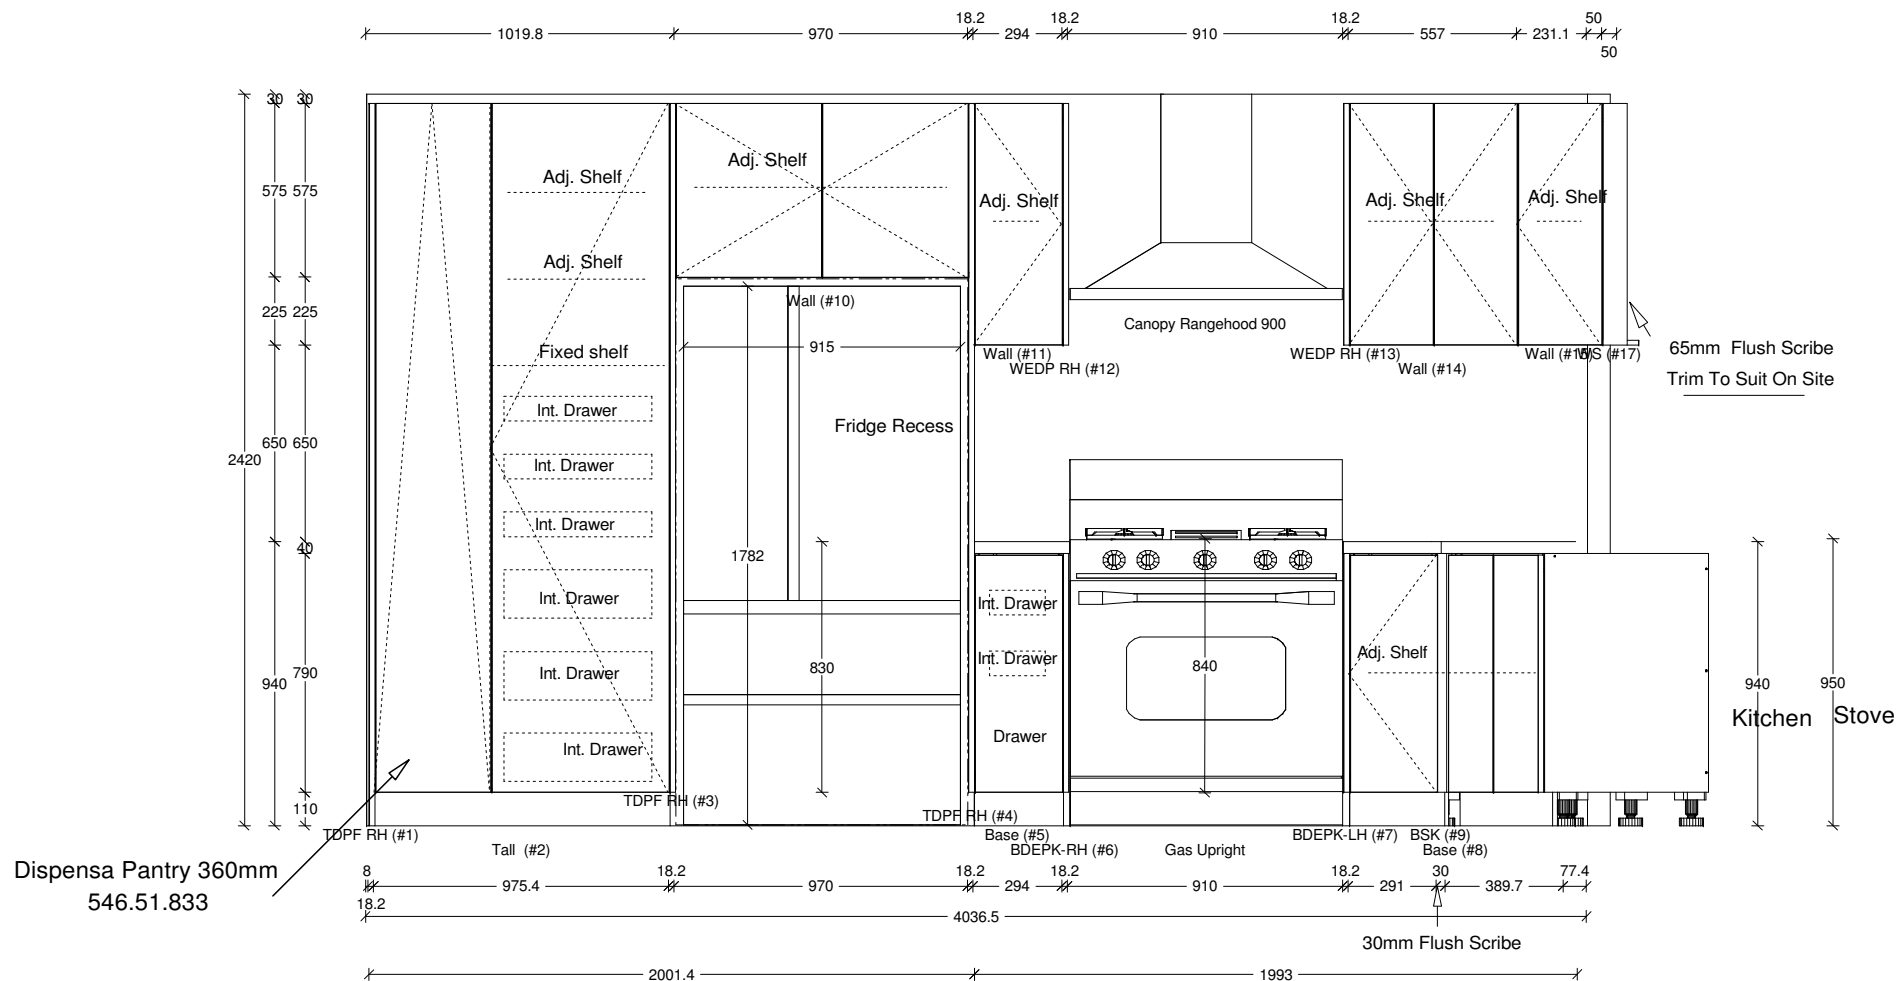 18.2
18.2
18.2
50
1019.8
970
294
910
557
231.1
50
30 30
575 575
225 225
650 650
2420
40
940
790
110
Adj. Shelf
Adj. Shelf
Fixed shelf
Int. Drawer
Int. Drawer
Int. Drawer
Int. Drawer
Int. Drawer
Int. Drawer
Adj. Shelf
Wall (#10)
915
Fridge Recess
1782
830
Adj. Shelf
Wall (#11)
WEDP RH (#12)
Canopy Rangehood 900
Adj. Shelf
Adj. Shelf
WEDP RH (#13)
Wall (#14)
Wall (#15)
WS (#17)
65mm Flush Scribe
Trim To Suit On Site
Int. Drawer
Int. Drawer
Drawer
840
Adj. Shelf
940
Kitchen
950
Stove
TDPF RH (#1)
Tall (#2)
TDPF RH (#3)
TDPF RH (#4)
Base (#5)
BDEPK-RH (#6)
Gas Upright
BDEPK-LH (#7)
BSK (#9)
Base (#8)
Dispensa Pantry 360mm
546.51.833
8
18.2
18.2
18.2
18.2
30
77.4
975.4
970
294
910
291
389.7
18.2
4036.5
30mm Flush Scribe
2001.4
1993